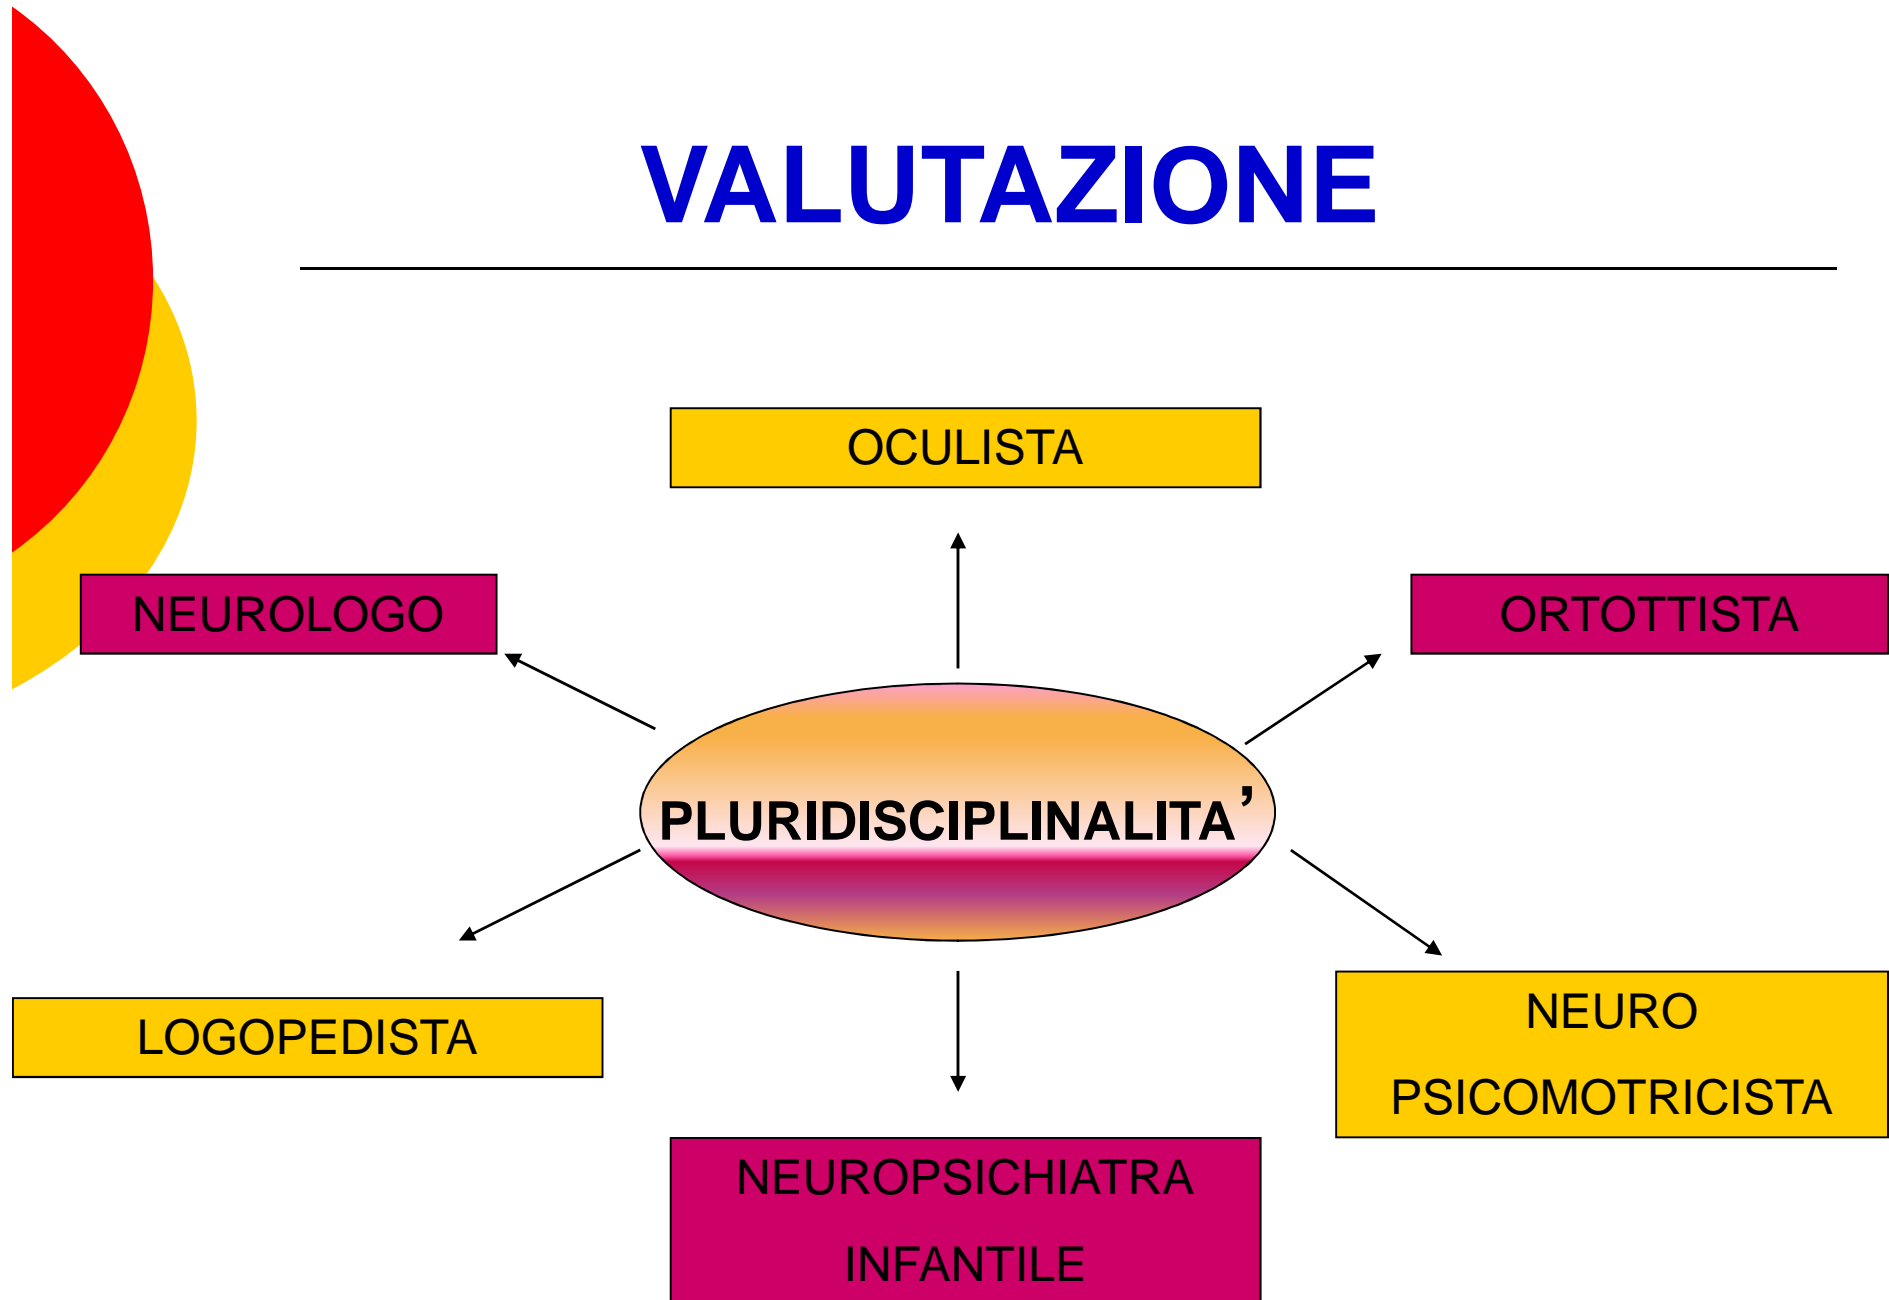 VALUTAZIONE
OCULISTA
NEUROLOGO
ORTOTTISTA
PLURIDISCIPLINALITA’
LOGOPEDISTA
NEURO
PSICOMOTRICISTA
NEUROPSICHIATRA
INFANTILE